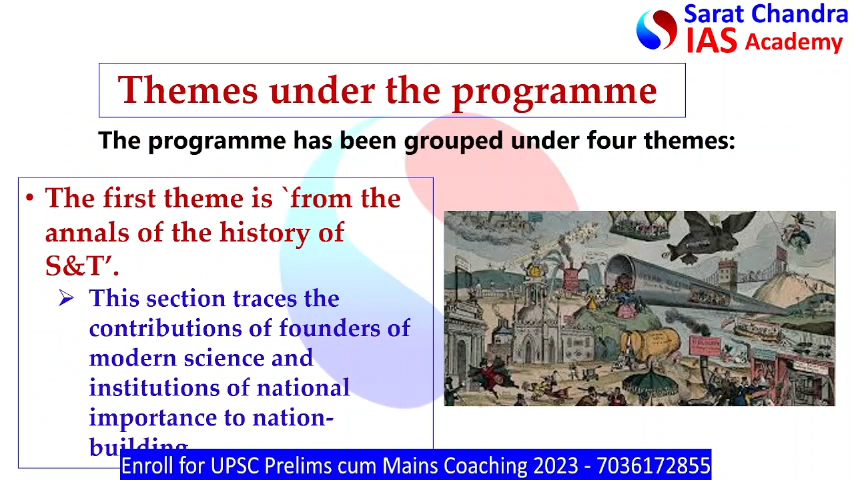 Sarat Chandra
IAS Academy
Themes under the programme
The programme has been grouped under four themes:
• The first theme is `from the
annals of the history of
S&T’.
➢ This section traces the
contributions of founders of
modern science and
institutions of national
importance to nation-
building
Enroll for UPSC Prelims cum Mains Coaching 2023 - 7036172855